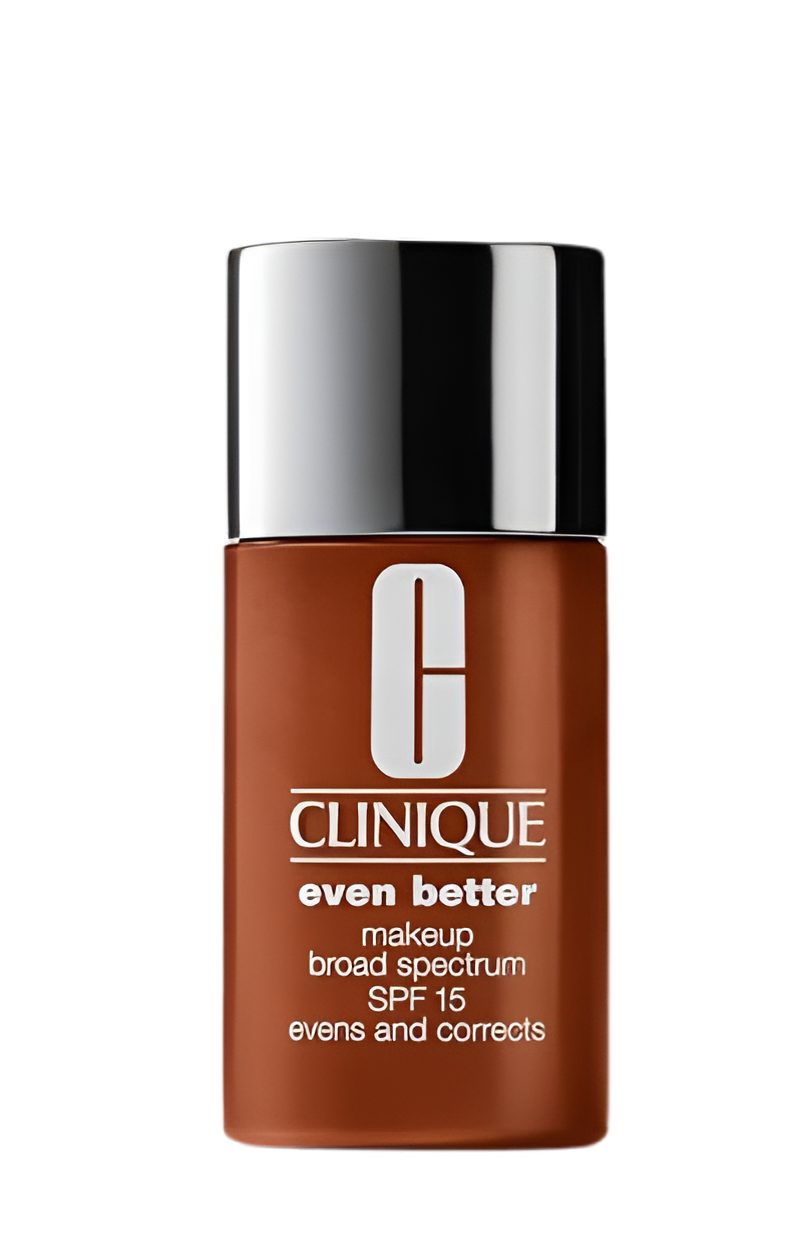 C
CLINIQUE
even better
makeup
broad spectrum
SPF 15
evens and corrects